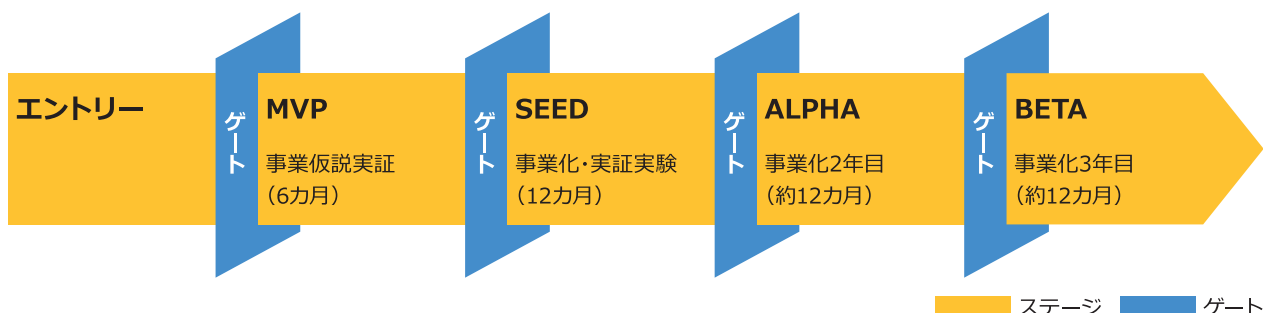 エントリー
ゲート
MVP
事業仮説実証
（6カ月）
ゲート
SEED
事業化・実証実験
（12カ月）
ゲート
ALPHA
事業化2年目
（約12カ月）
ゲート
BETA
事業化3年目
（約12カ月）
ステージ
ゲート